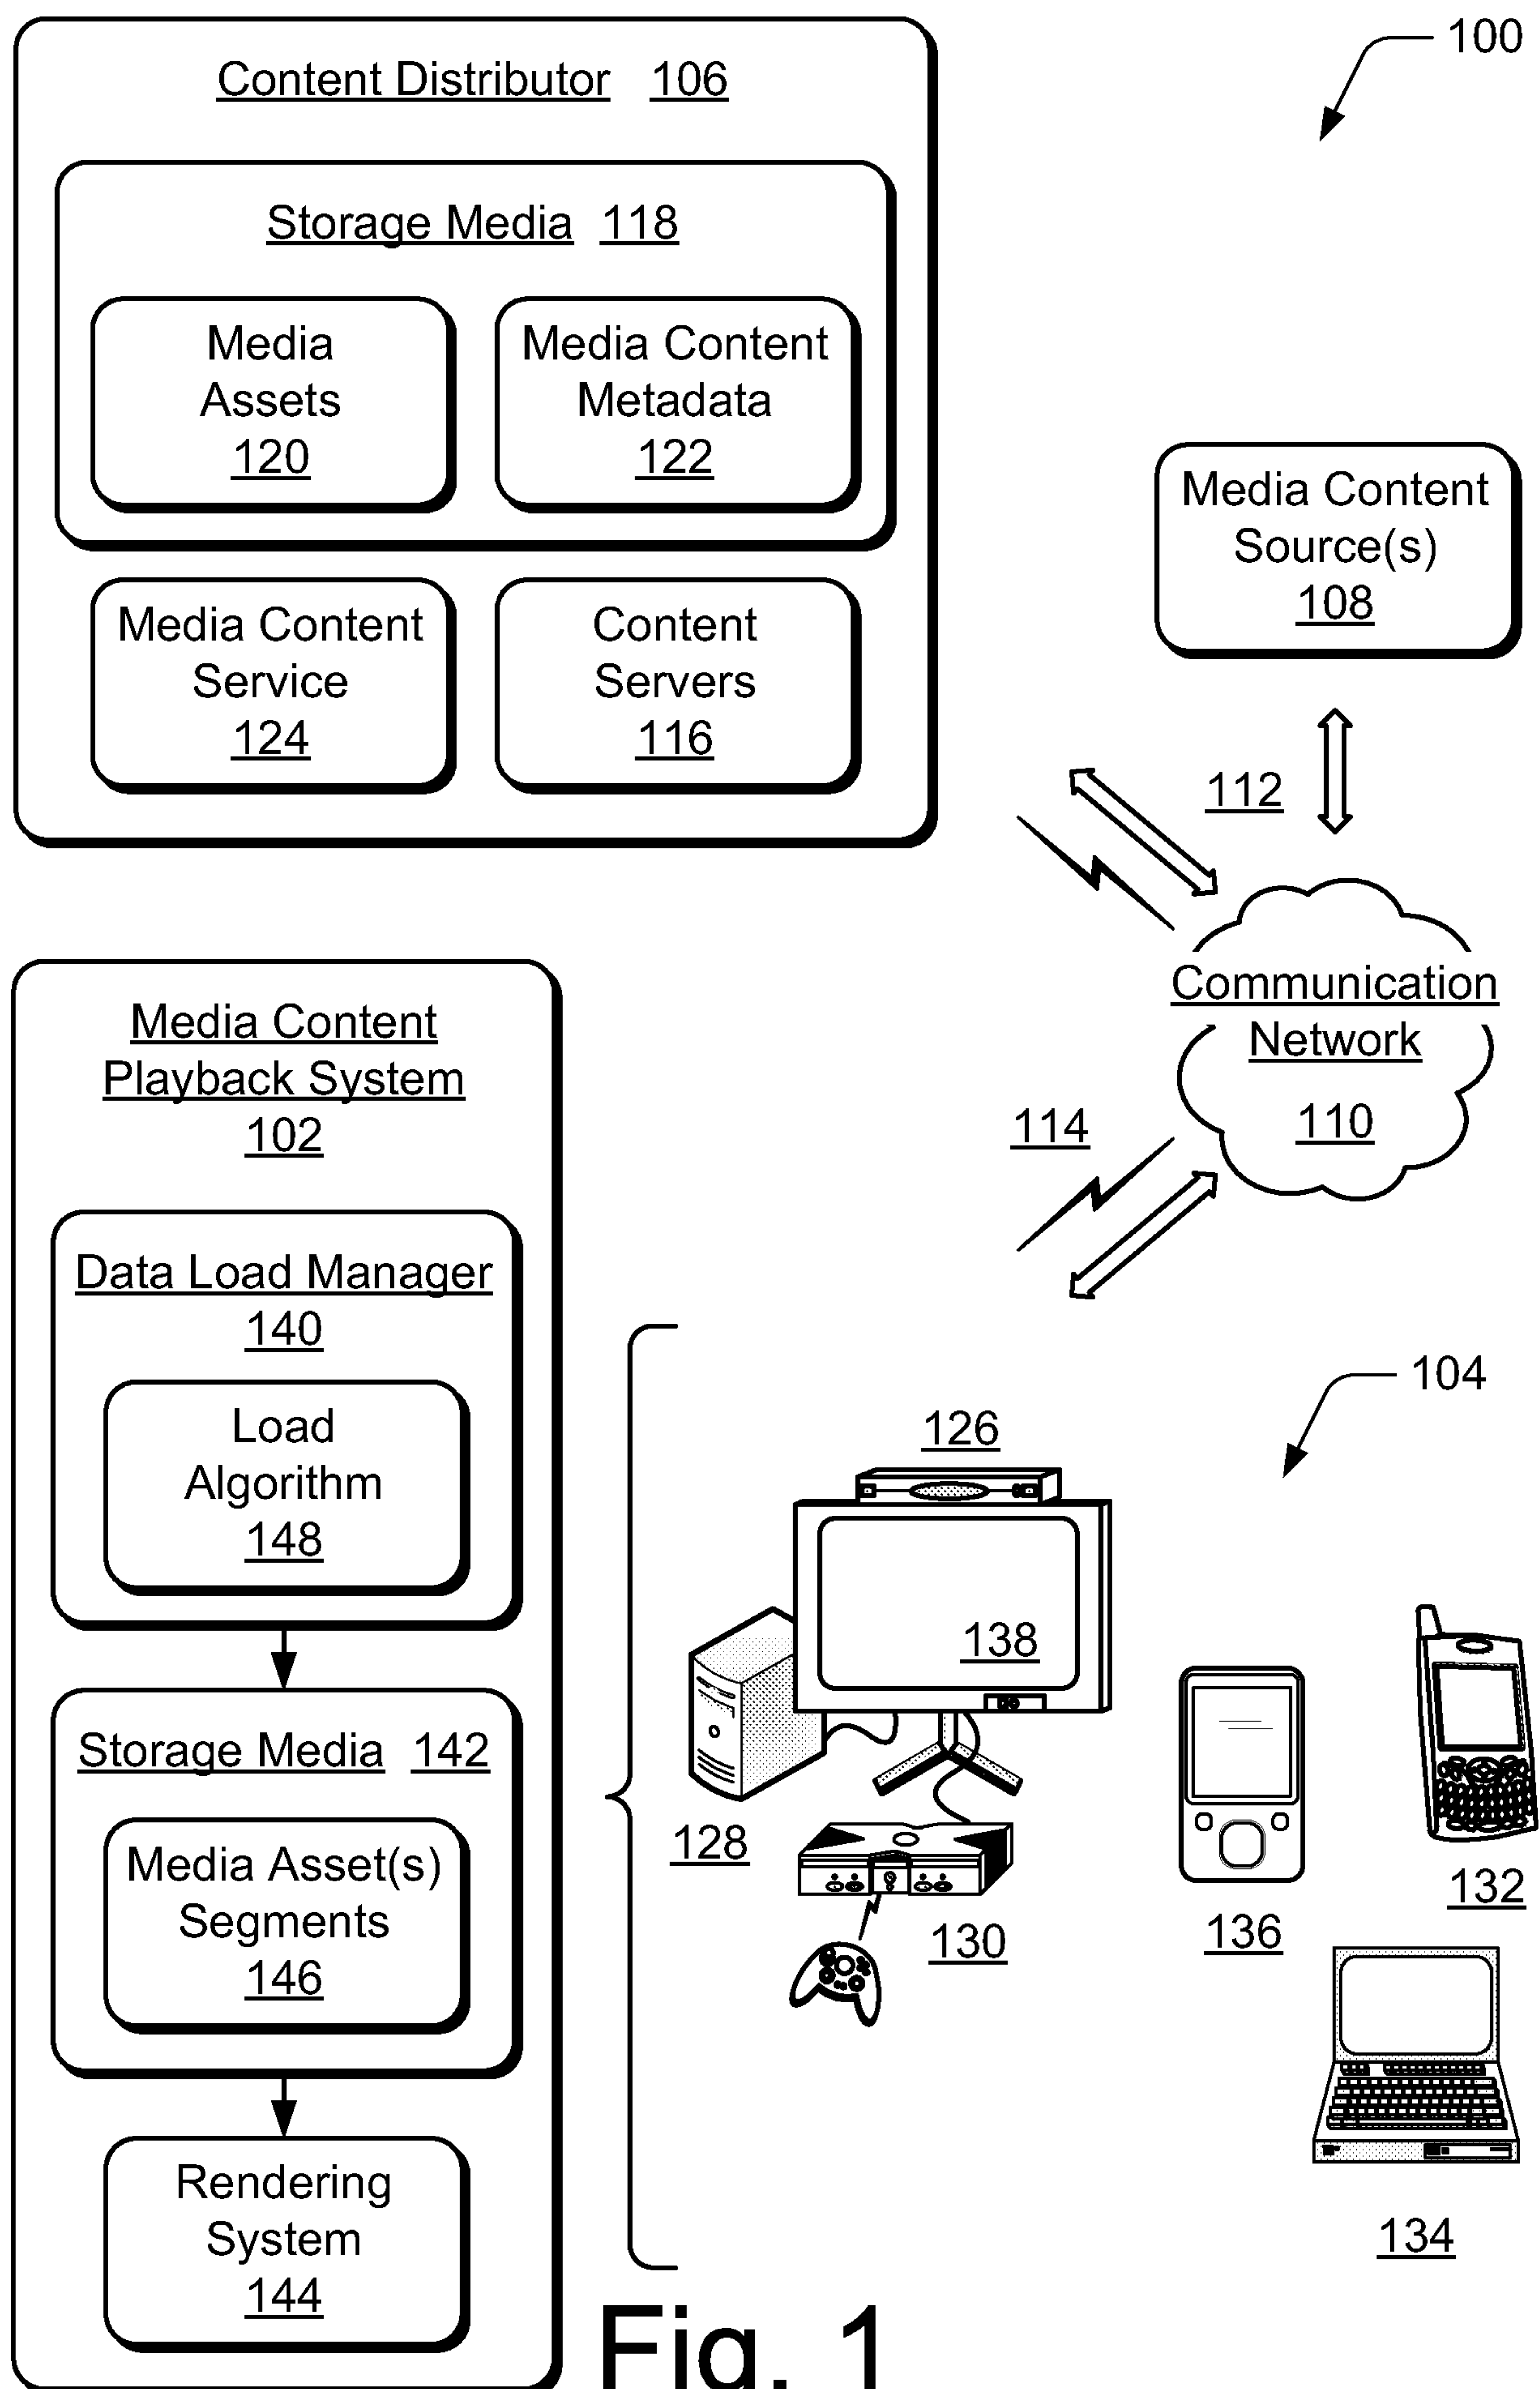 100
Content Distributor 106
Storage Media 118
Media
Assets
120
Media Content
Metadata
122
Media Content
Service
124
Content
Servers
116
Media Content
Source(s)
108
112
Communication
Network
110
114
Media Content
Playback System
102
Data Load Manager
140
Load
Algorithm
148
Storage Media 142
Media Asset(s)
Segments
146
Rendering
System
144
104
126
138
128
130
136
132
134
Fig. 1